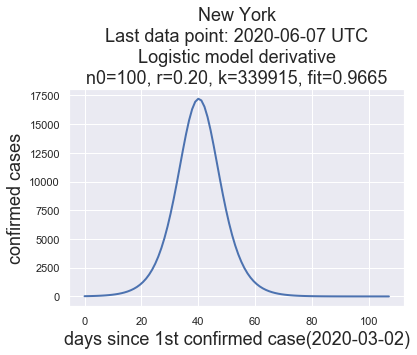 New York
Last data point: 2020-06-07 UTC
Logistic model derivative
n0=100, r=0.20, k=339915, fit=0.9665
17500
15000
12500
10000
7500
5000
2500
0
confirmed cases
0 20 40 60 80 100
days since 1st confirmed case(2020-03-02)